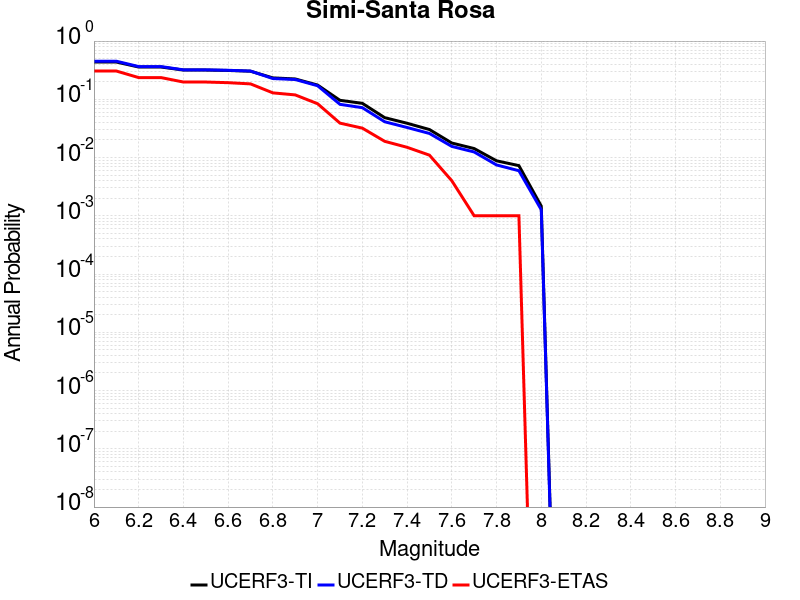 Simi-Santa Rosa
Annual Probability
10^0
10^-1
10^-2
10^-3
10^-4
10^-5
10^-6
10^-7
10^-8
6 6.2 6.4 6.6 6.8 7 7.2 7.4 7.6 7.8 8 8.2 8.4 8.6 8.8 9
Magnitude
UCERF3-TI UCERF3-TD UCERF3-ETAS